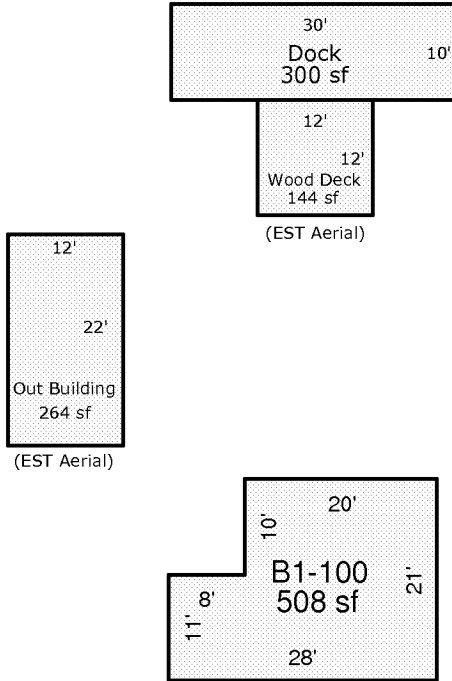 30'
Dock
300 sf
10'
12'
12'
Wood Deck
144 sf
(EST Aerial)
12'
22'
Out Building
264 sf
(EST Aerial)
20'
10'
B1-100
508 sf
21'
8'
11'
28'